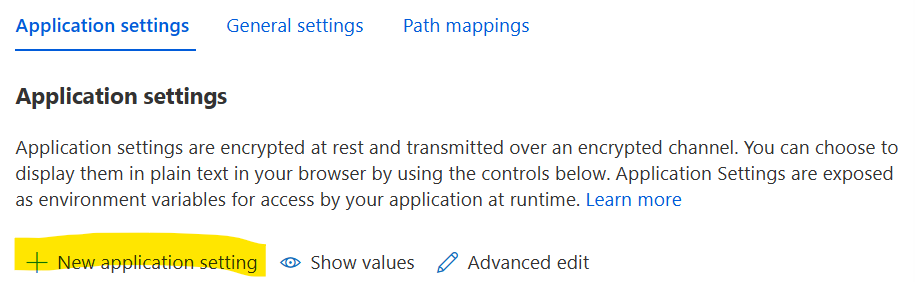 Application settings General settings Path mappings
Application settings
Application settings are encrypted at rest and transmitted over an encrypted channel. You can choose to
display them in plain text in your browser by using the controls below. Application Settings are exposed
as environment variables for access by your application at runtime. Learn more
New application setting Show values Advanced edit